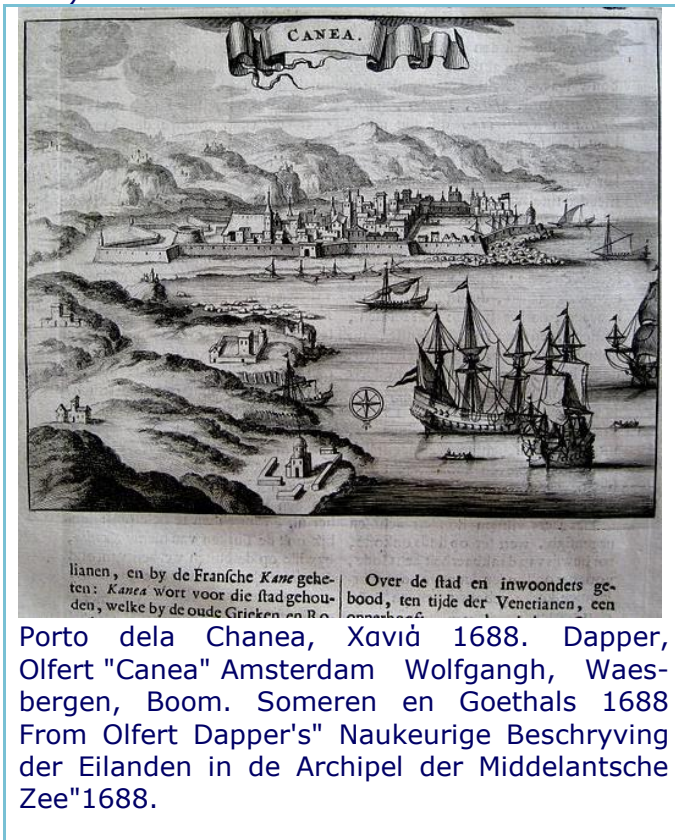 CANEA.
lianen, en by de Franſche Kane gehe-
ten: Kanea wort voor die ſtad gehou-
den, welke by de oude Grieken en Ro-
Over de ſtad en inwoonders ge-
bood, ten tijde der Venetianen, een
Porto dela Chanea, Χανιά 1688. Dapper,
Olfert "Canea" Amsterdam Wolfgangh, Waes-
bergen, Boom. Someren en Goethals 1688
From Olfert Dapper's" Naukeurige Beschryving
der Eilanden in de Archipel der Middelantsche
Zee"1688.